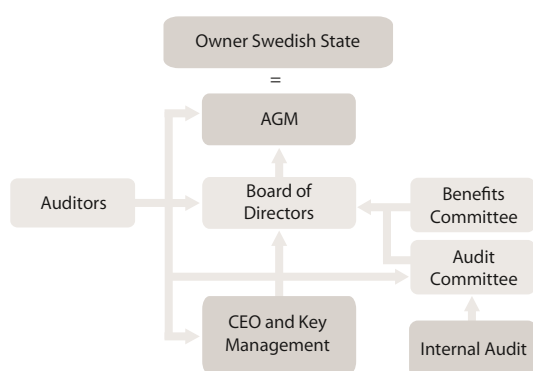 Owner Swedish State
=
AGM
Auditors
Board of
Directors
Benefits
Committee
Audit
Committee
CEO and Key
Management
Internal Audit